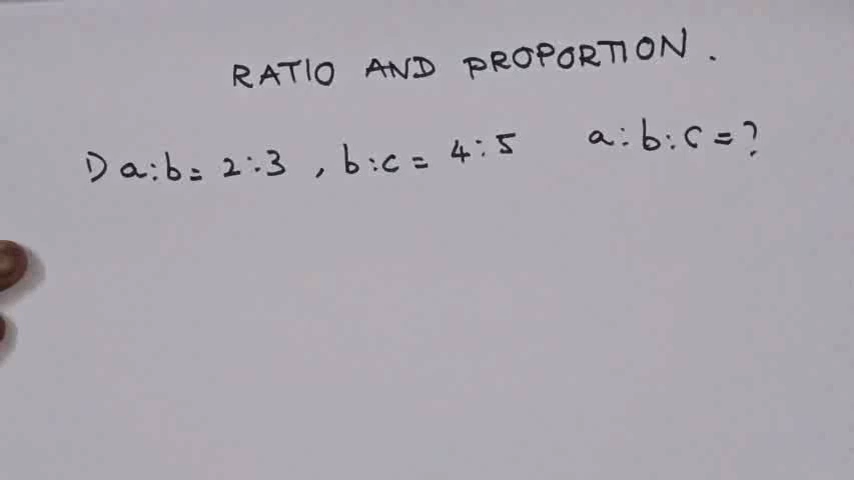 RATIO AND PROPORTION.
1) a:b = 2:3 , b:c = 4:5 a:b:c = ?